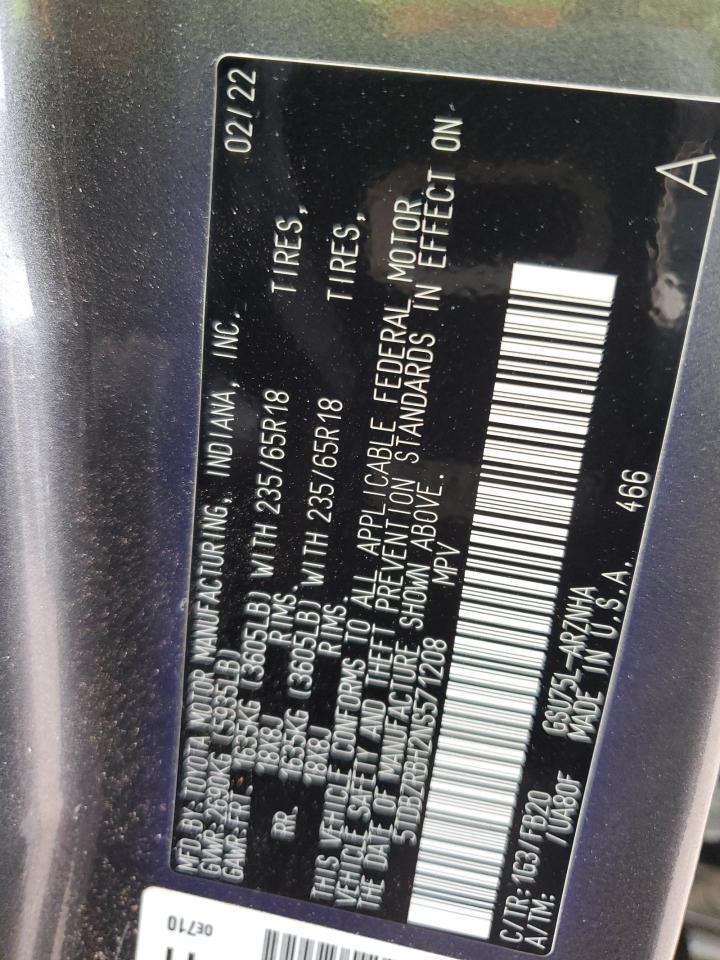 MFD BY: TOYOTA MOTOR MANUFACTURING, INDIANA, INC. 02/22
GVWR: 2690KG (5935LB)
GAWR: FRT. 1635KG (3605LB) WITH 235/65R18 TIRES,
18X8J RIMS
RR. 1635KG (3605LB) WITH 235/65R18 TIRES,
18X8J RIMS.
THIS VEHICLE CONFORMS TO ALL APPLICABLE FEDERAL MOTOR
VEHICLE SAFETY AND THEFT PREVENTION STANDARDS IN EFFECT ON
THE DATE OF MANUFACTURE SHOWN ABOVE.
5TDBZRBH2NS571208 MPV
C/TR: 1G3/FB20 GSU75L-ARZNHA 466 A
A/TM: /UA80F MADE IN U.S.A.
0E710